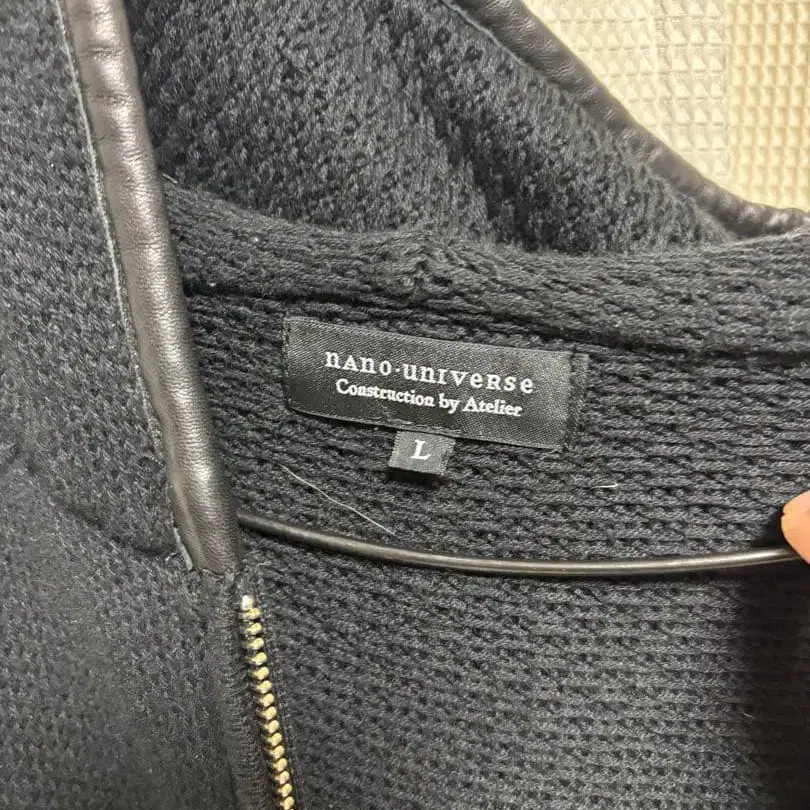 nAno·unIveRse
Construction by Atelier
L